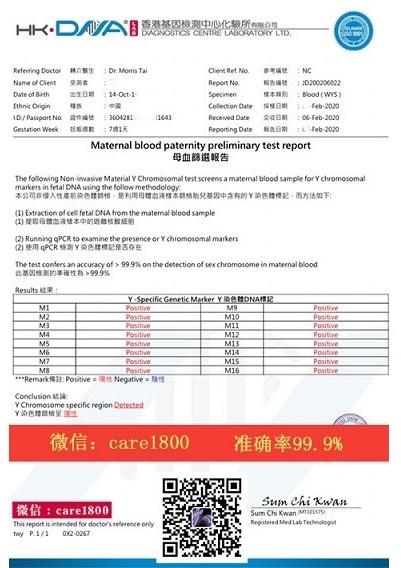 HK·DNA LAB 香港基因檢測中心化驗所有限公司
DIAGNOSTICS CENTRE LABORATORY LTD.
ISO 9001
Referring Doctor 轉介醫生 : Dr. Morris Tai Client Ref. No. 參考編號 : NC
Name of Client 受測者 : Report No. 報告編號 : JD200206022
Date of Birth 出生日期 : 14-Oct-1 Specimen 樣本類別 : Blood ( WYS )
Ethnic Origin 種族 : 中國 Collection Date 採樣日期 : -Feb-2020
I.D./Passport No. 證件編號 : 3604281 1643 Received Date 交收日期 : 06-Feb-2020
Gestation Week 妊娠週數 : 7週1天 Reporting Date 報告日期 : -Feb-2020
Maternal blood paternity preliminary test report
母血篩選報告
The following Non-invasive Material Y Chromosomal test screens a maternal blood sample for Y chromosomal
markers in fetal DNA using the follow methodology:
本公司非侵入性產前染色體篩檢，是利用母體血液樣本篩檢胎兒基因中含有的 Y 染色體標記，而方法如下:
(1) Extraction of cell fetal DNA from the maternal blood sample
(1) 提取母體血液樣本中的遊離核酸細胞
(2) Running qPCR to examine the presence or Y chromosomal markers
(2) 使用 qPCR 檢測 Y 染色體標記是否存在
The test confers an accuracy of > 99.9% on the detection of sex chromosome in maternal blood
此基因檢測的準確性為 >99.9%
Results 結果 :
Y -Specific Genetic Marker Y 染色體DNA標記
M1 Positive M9 Positive
M2 Positive M10 Positive
M3 Positive M11 Positive
M4 Positive M12 Positive
M5 Positive M13 Positive
M6 Positive M14 Positive
M7 Positive M15 Positive
M8 Positive M16 Positive
***Remark備註: Positive = 陽性 Negative = 陰性
Conclusion 結論:
Y Chromosome specific region Detected
Y 染色體篩檢呈 陽性
微信：care1800 准确率99.9%
微信：care1800
This report is intended for doctor's reference only
twy P. 1 / 1 0X2-0267
Sum Chi Kwan
Sum Chi Kwan (MT101575)
Registered Med Lab Technologist